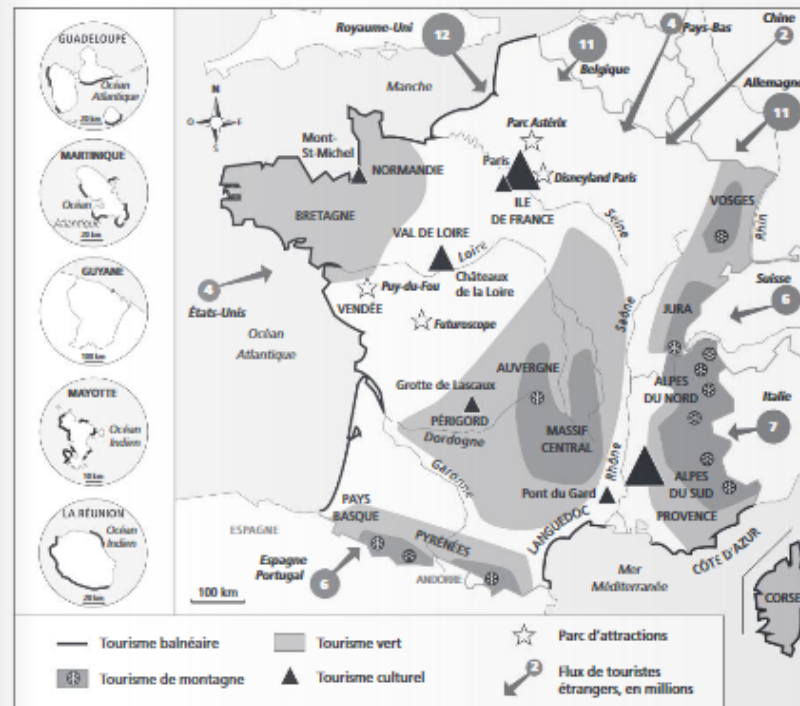 GUADELOUPE
Océan
Atlantique
20 km
MARTINIQUE
Océan
Atlantique
20 km
GUYANE
100 km
MAYOTTE
Océan
Indien
10 km
LA RÉUNION
Océan
Indien
20 km
Royaume-Uni
12
11
4
Pays-Bas
Chine
2
Belgique
Allemagne
11
Manche
N
O
E
S
Mont-
St-Michel
NORMANDIE
BRETAGNE
Parc Astérix
Paris
Disneyland Paris
ILE
DE FRANCE
Seine
VOSGES
Rhin
VAL DE LOIRE
Loire
Châteaux
de la Loire
4
États-Unis
Puy-du-Fou
VENDÉE
Futuroscope
Océan
Atlantique
Saône
JURA
Suisse
6
AUVERGNE
ALPES
DU NORD
Italie
7
Grotte de Lascaux
PÉRIGORD
Dordogne
MASSIF
CENTRAL
Garonne
Rhône
Pont du Gard
ALPES
DU SUD
PROVENCE
LANGUEDOC
CÔTE D'AZUR
PAYS
BASQUE
PYRÉNÉES
ESPAGNE
Espagne
Portugal
6
ANDORRE
Mer
Méditerranée
CORSE
100 km
Tourisme balnéaire
Tourisme vert
Parc d'attractions
Tourisme de montagne
Tourisme culturel
2
Flux de touristes
étrangers, en millions